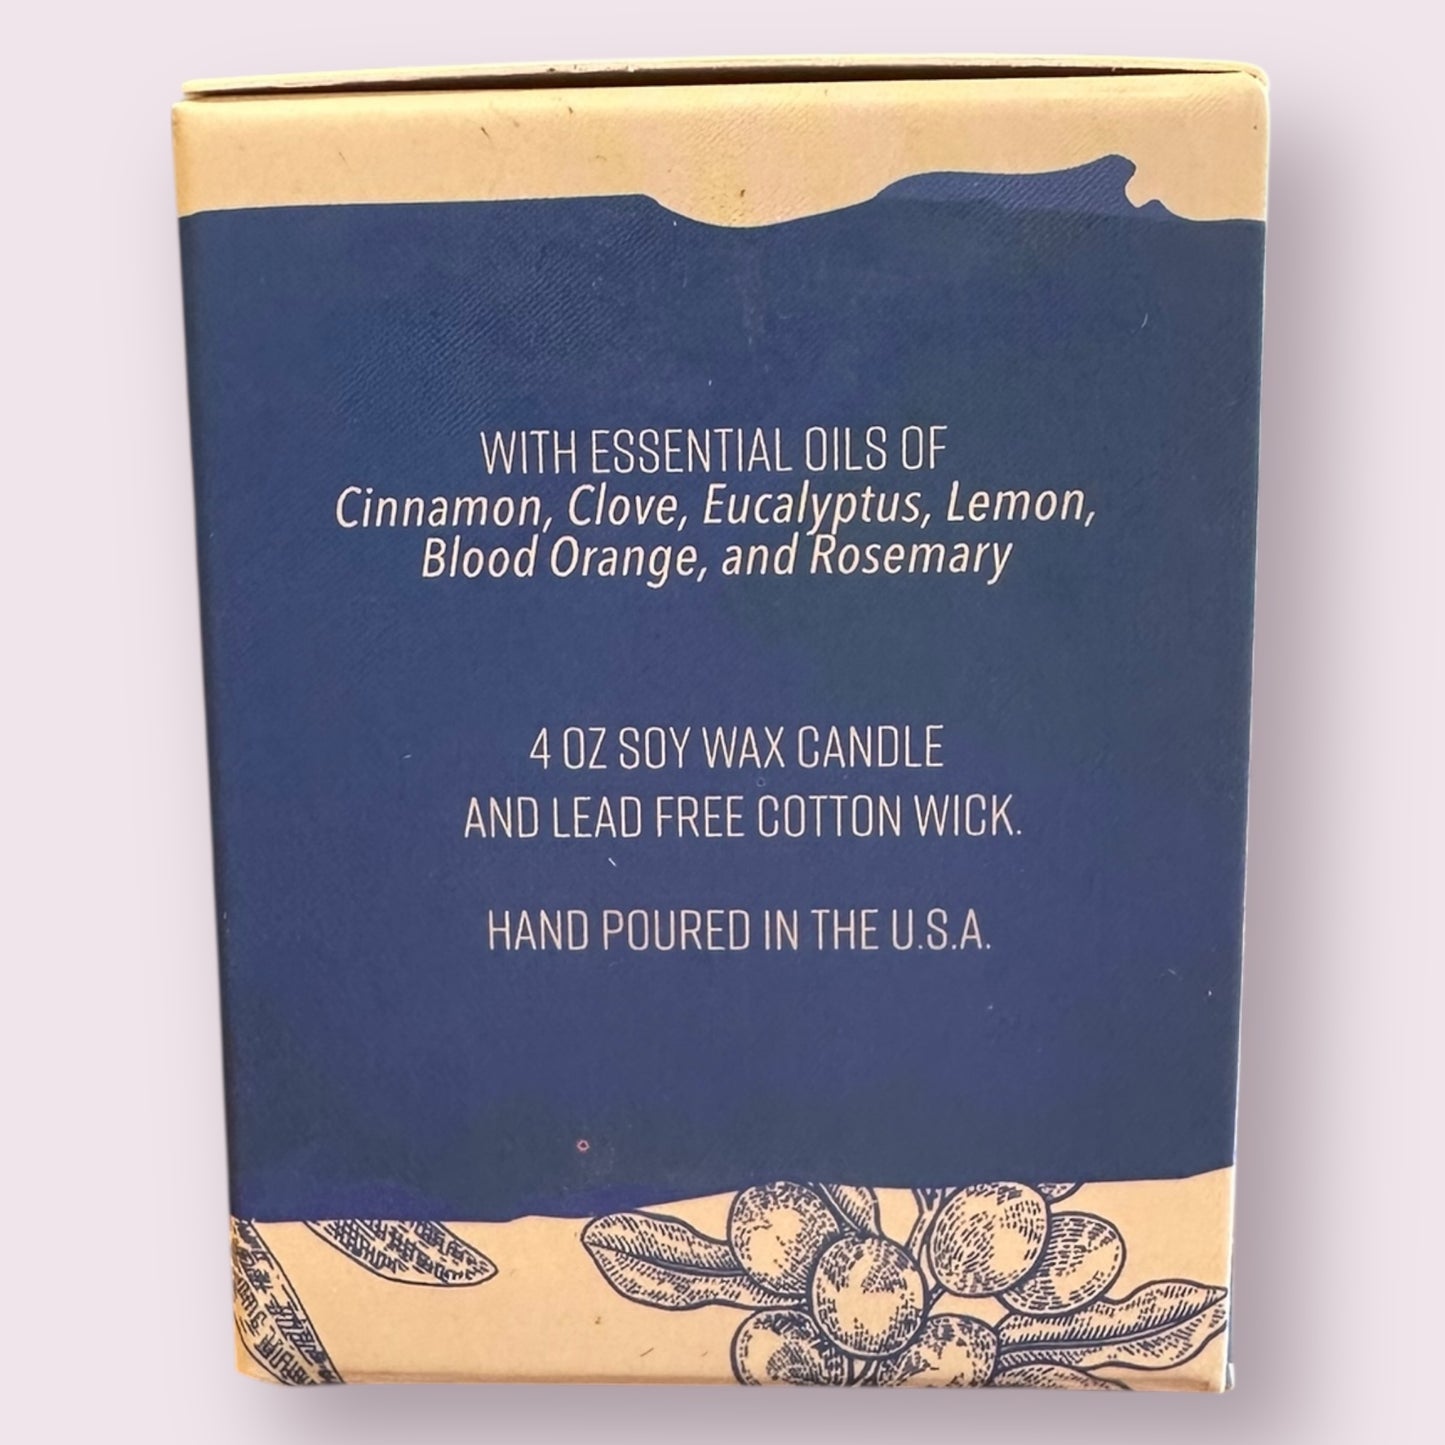 WITH ESSENTIAL OILS OF
Cinnamon, Clove, Eucalyptus, Lemon,
Blood Orange, and Rosemary
4 OZ SOY WAX CANDLE
AND LEAD FREE COTTON WICK.
HAND POURED IN THE U.S.A.